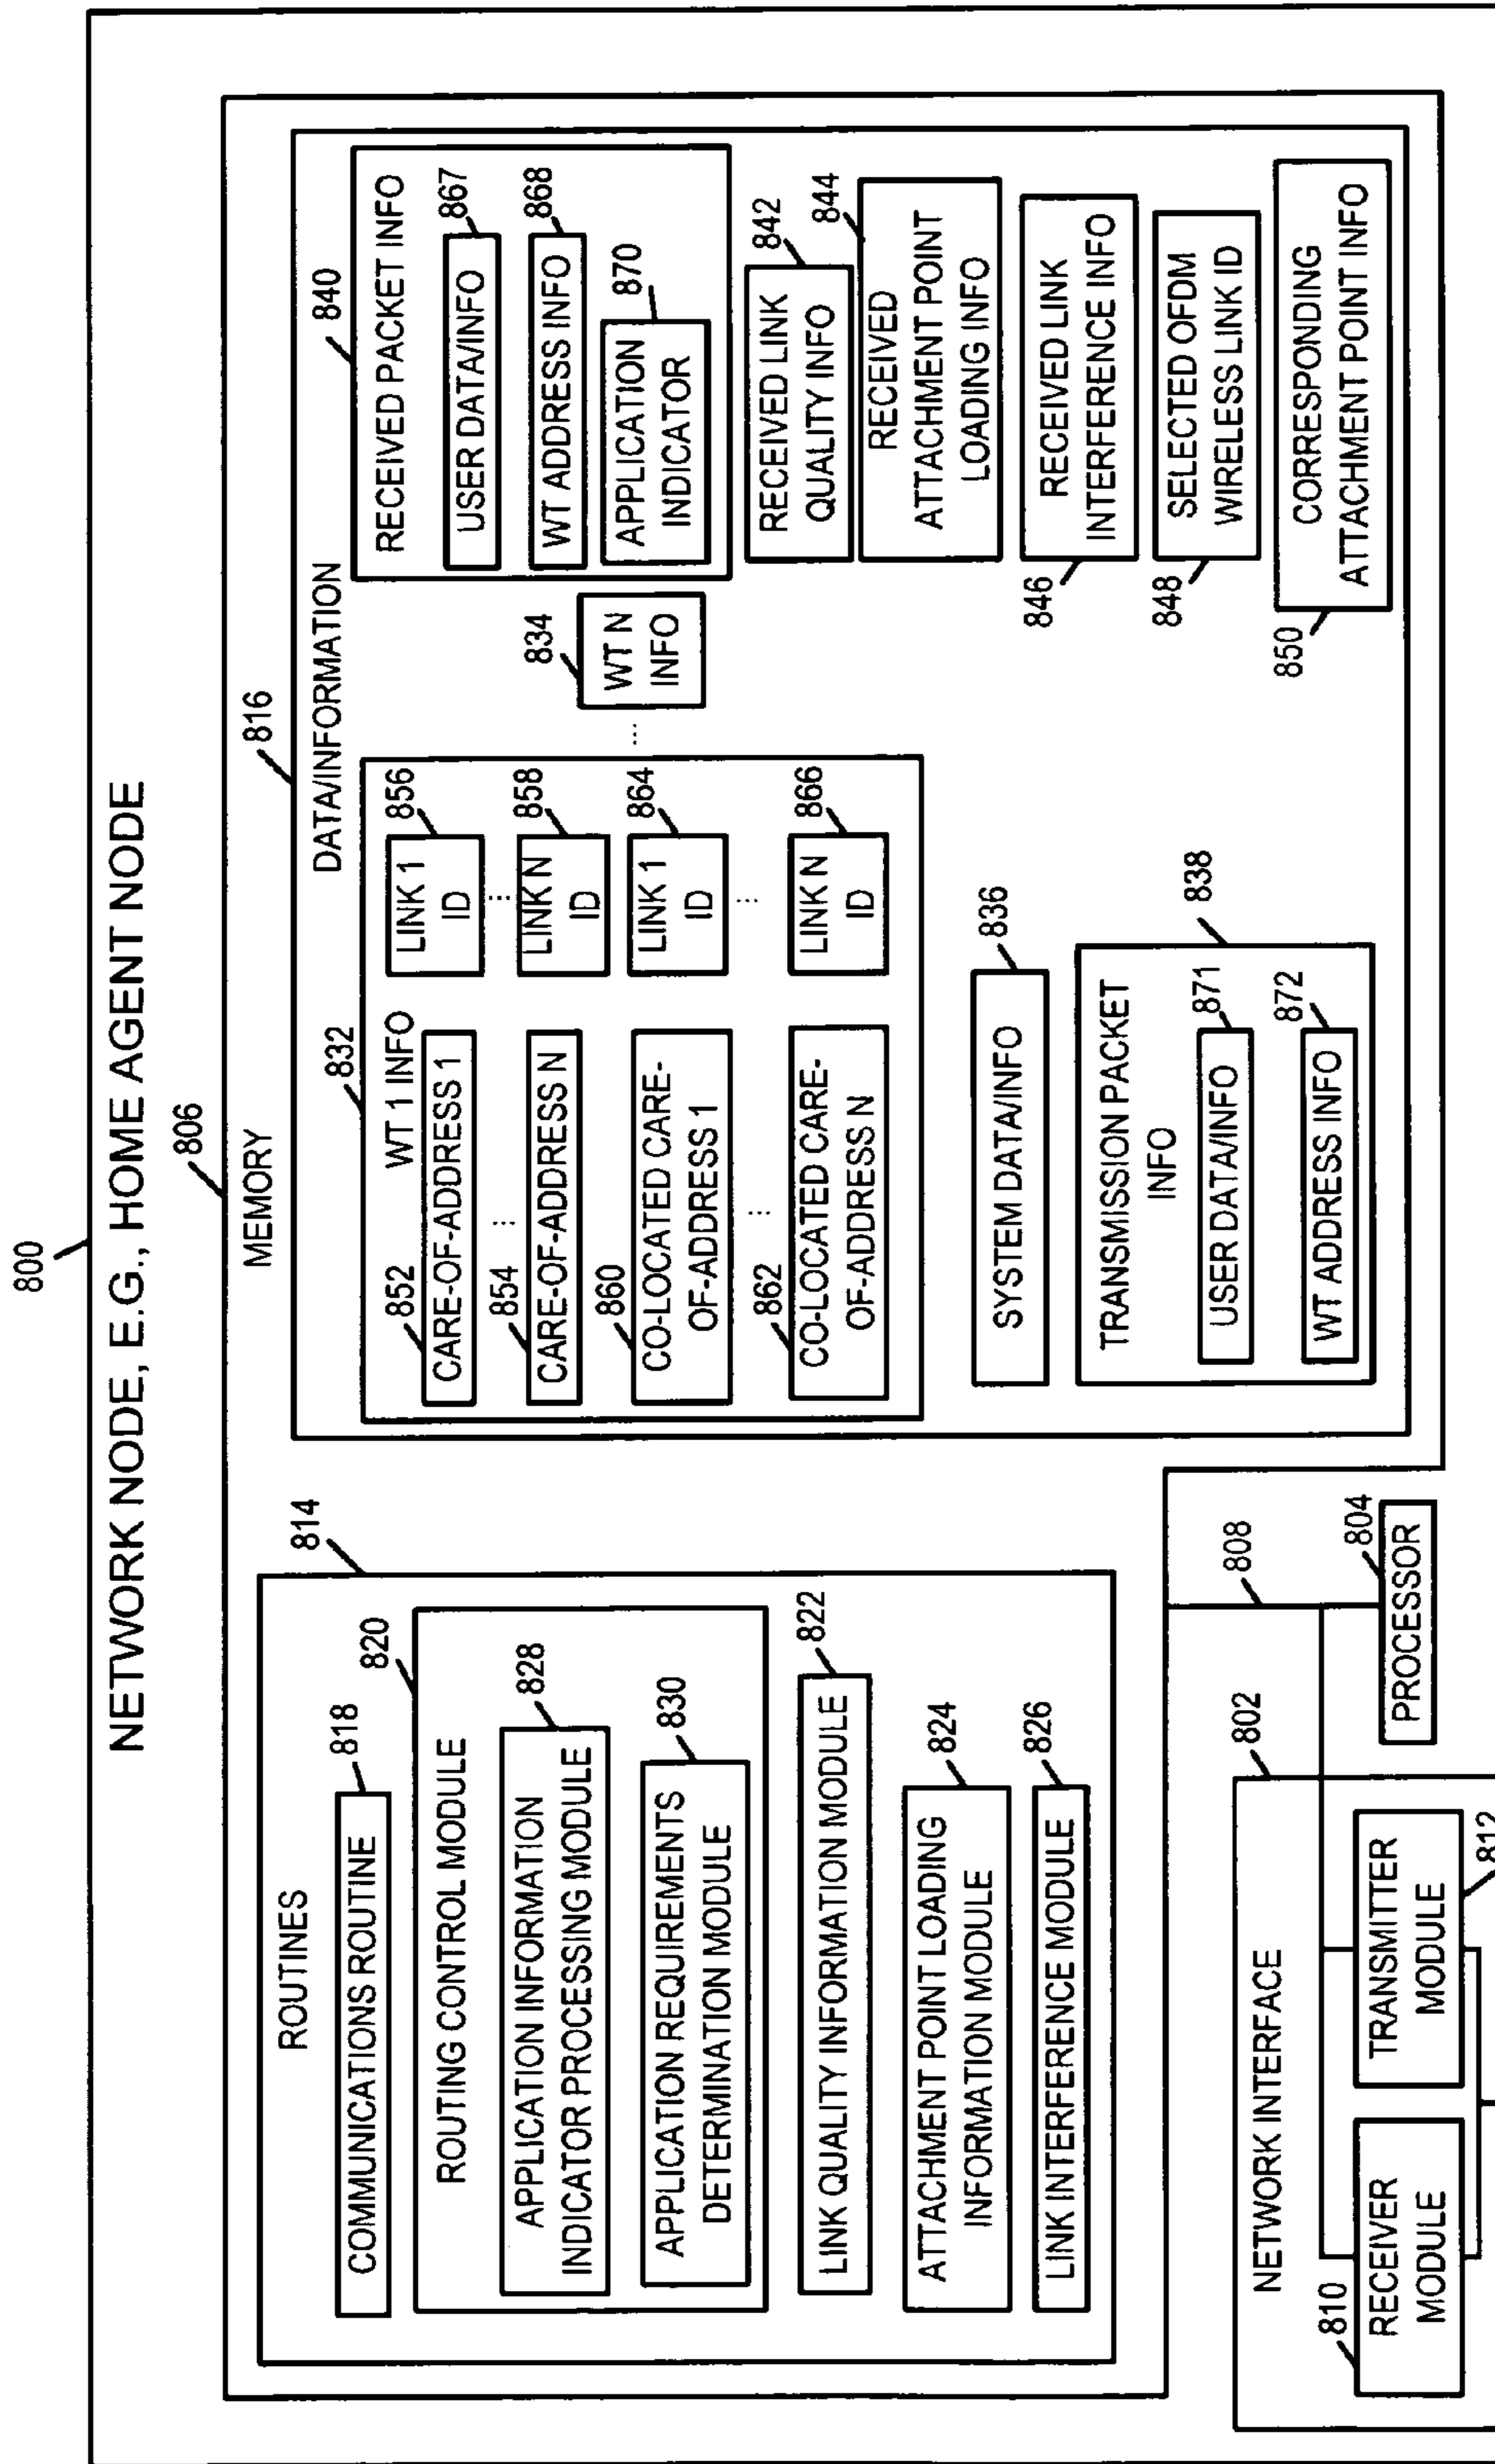 800
NETWORK NODE, E.G., HOME AGENT NODE
806
MEMORY
814
ROUTINES
818
COMMUNICATIONS ROUTINE
820
ROUTING CONTROL MODULE
828
APPLICATION INFORMATION
INDICATOR PROCESSING MODULE
830
APPLICATION REQUIREMENTS
DETERMINATION MODULE
822
LINK QUALITY INFORMATION MODULE
824
ATTACHMENT POINT LOADING
INFORMATION MODULE
826
LINK INTERFERENCE MODULE
816
DATA/INFORMATION
832
WT 1 INFO
852
CARE-OF-ADDRESS 1
856
LINK 1
ID
...
...
854
CARE-OF-ADDRESS N
858
LINK N
ID
860
CO-LOCATED CARE-
OF-ADDRESS 1
864
LINK 1
ID
...
...
862
CO-LOCATED CARE-
OF-ADDRESS N
866
LINK N
ID
...
834
WT N
INFO
836
SYSTEM DATA/INFO
838
TRANSMISSION PACKET
INFO
871
USER DATA/INFO
872
WT ADDRESS INFO
840
RECEIVED PACKET INFO
867
USER DATA/INFO
868
WT ADDRESS INFO
870
APPLICATION
INDICATOR
842
RECEIVED LINK
QUALITY INFO
844
RECEIVED
ATTACHMENT POINT
LOADING INFO
846
RECEIVED LINK
INTERFERENCE INFO
848
SELECTED OFDM
WIRELESS LINK ID
850
CORRESPONDING
ATTACHMENT POINT INFO
802
NETWORK INTERFACE
810
RECEIVER
MODULE
TRANSMITTER
MODULE
812
808
804
PROCESSOR